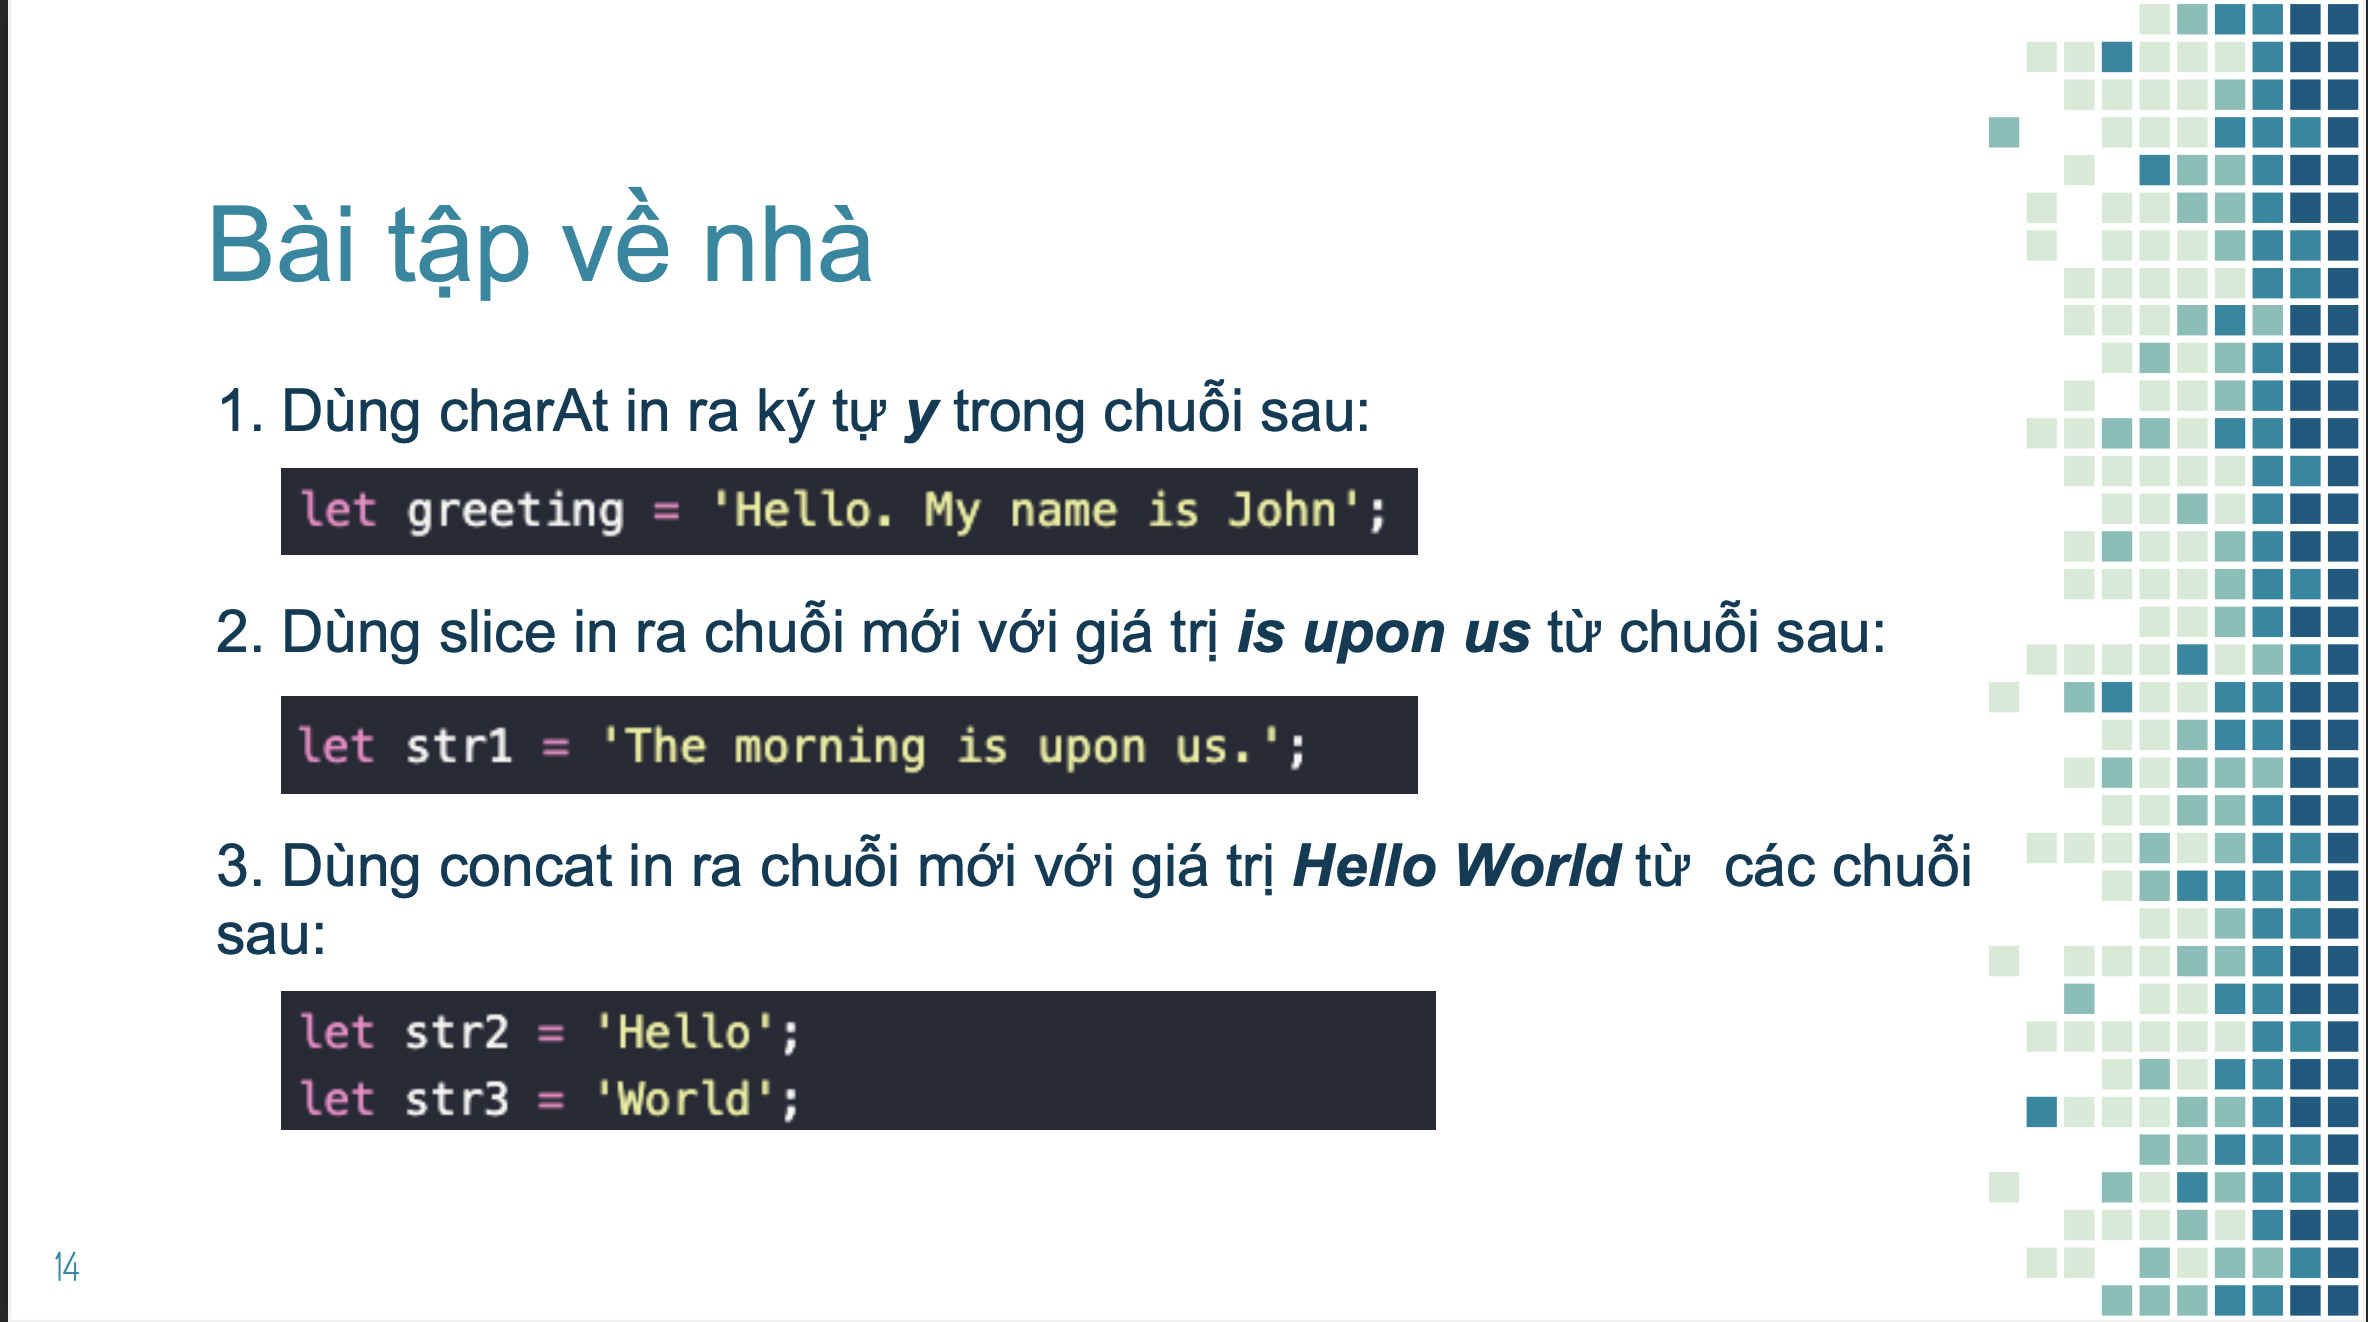 Bài tập về nhà
1. Dùng charAt in ra ký tự y trong chuỗi sau:
let greeting = 'Hello. My name is John';
2. Dùng slice in ra chuỗi mới với giá trị is upon us từ chuỗi sau:
let str1 = 'The morning is upon us.';
3. Dùng concat in ra chuỗi mới với giá trị Hello World từ các chuỗi
sau:
let str2 = 'Hello';
let str3 = 'World';
14